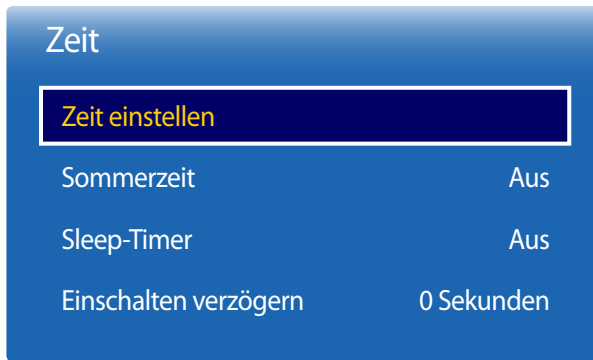 Zeit
Zeit einstellen
Sommerzeit Aus
Sleep-Timer Aus
Einschalten verzögern 0 Sekunden